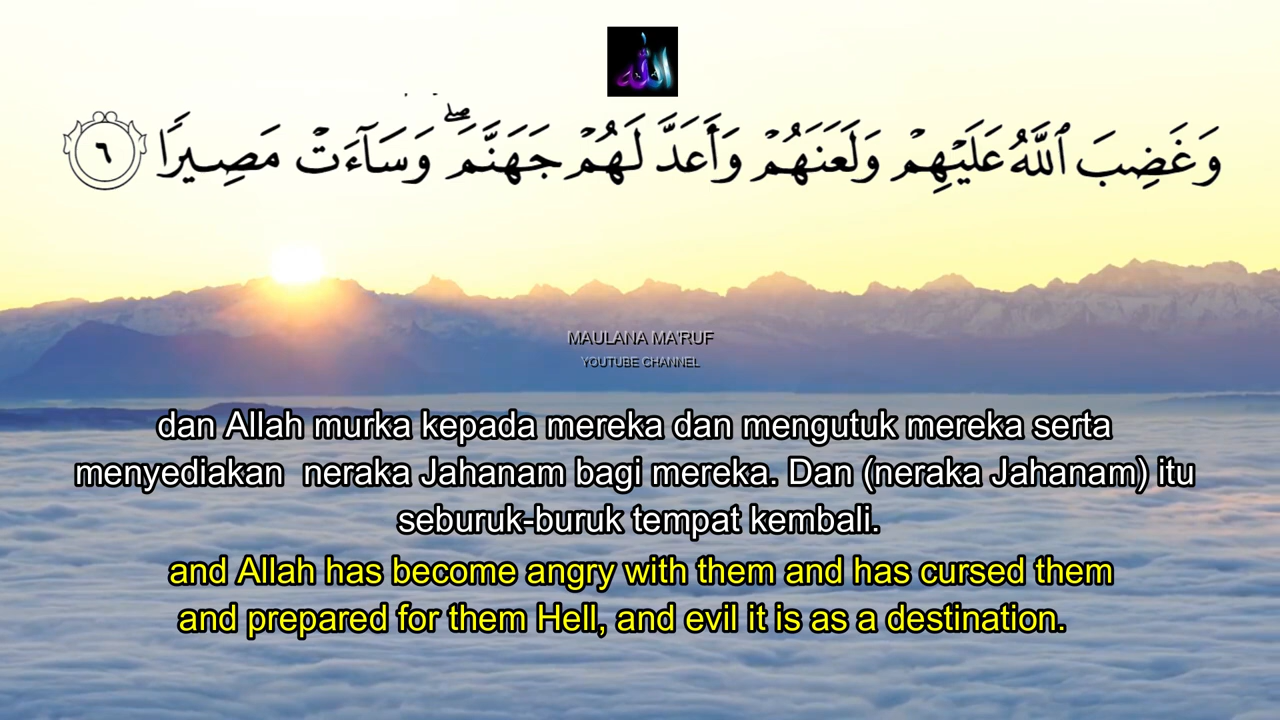 الله
وَغَضِبَ ٱللَّهُ عَلَيْهِمْ وَلَعَنَهُمْ وَأَعَدَّ لَهُمْ جَهَنَّمَ ۖ وَسَآءَتْ مَصِيرًا ٦
MAULANA MA'RUF
YOUTUBE CHANNEL
dan Allah murka kepada mereka dan mengutuk mereka serta
menyediakan neraka Jahanam bagi mereka. Dan (neraka Jahanam) itu
seburuk-buruk tempat kembali.
and Allah has become angry with them and has cursed them
and prepared for them Hell, and evil it is as a destination.